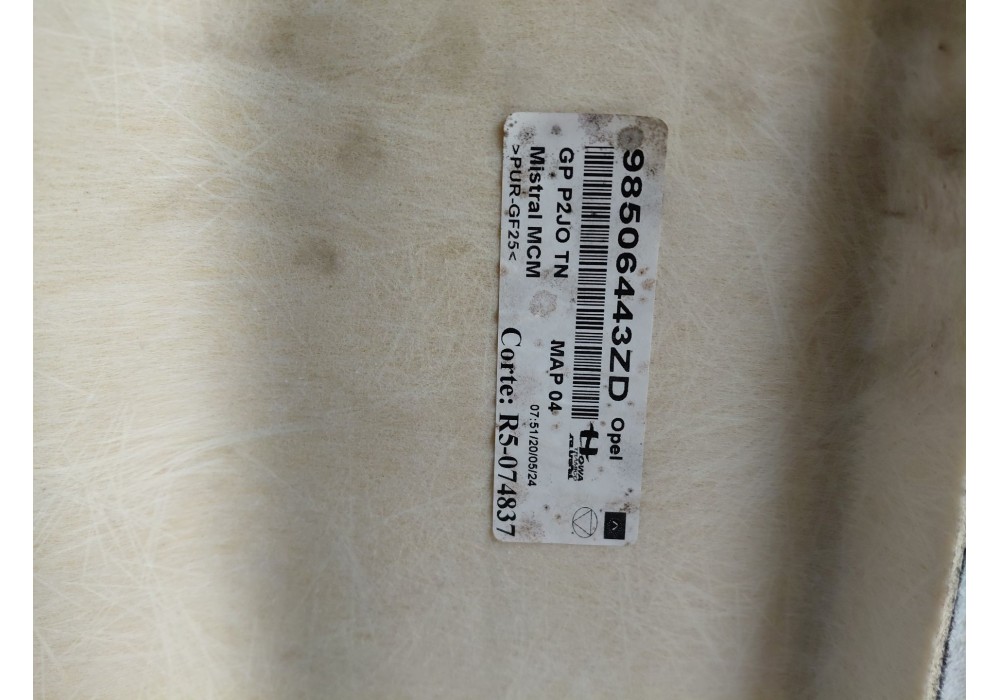 98506443ZD Opel
GP P2JO TN
MAP 04
Mistral MCM
07:51/20/05/24
>PUR-GF25<
Corte: R5-074837